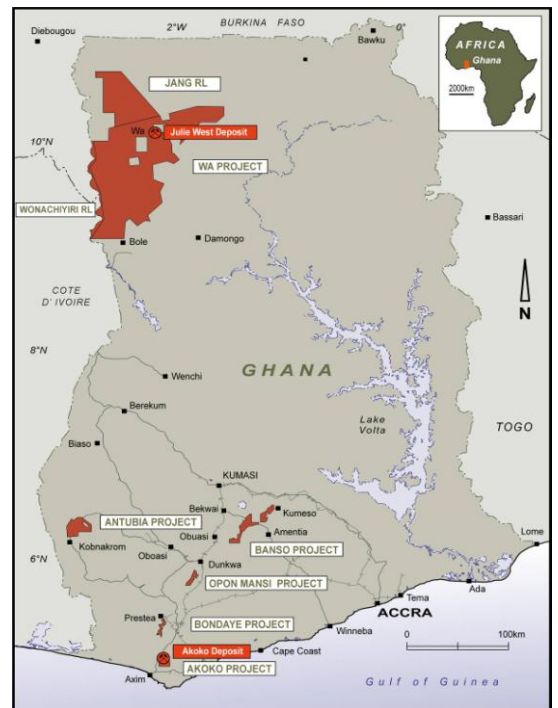 Diebougou
2°W
BURKINA FASO
0°
Bawku
AFRICA
Ghana
2000km
JANG RL
Wa
Julie West Deposit
10°N
WA PROJECT
WONACHIYIRI RL
Bassari
Bole
Damongo
COTE
D' IVOIRE
N
8°N
Wenchi
GHANA
Berekum
Lake
Volta
TOGO
Biaso
KUMASI
Bekwai
Kumeso
ANTUBIA PROJECT
Obuasi
Amentia
Lome
Kobnakrom
Oboasi
BANSO PROJECT
6°N
Dunkwa
OPON MANSI PROJECT
Ada
Tema
Prestea
BONDAYE PROJECT
ACCRA
Winneba
0
100km
Akoko Deposit
Cape Coast
AKOKO PROJECT
Axim
Gulf of Guinea